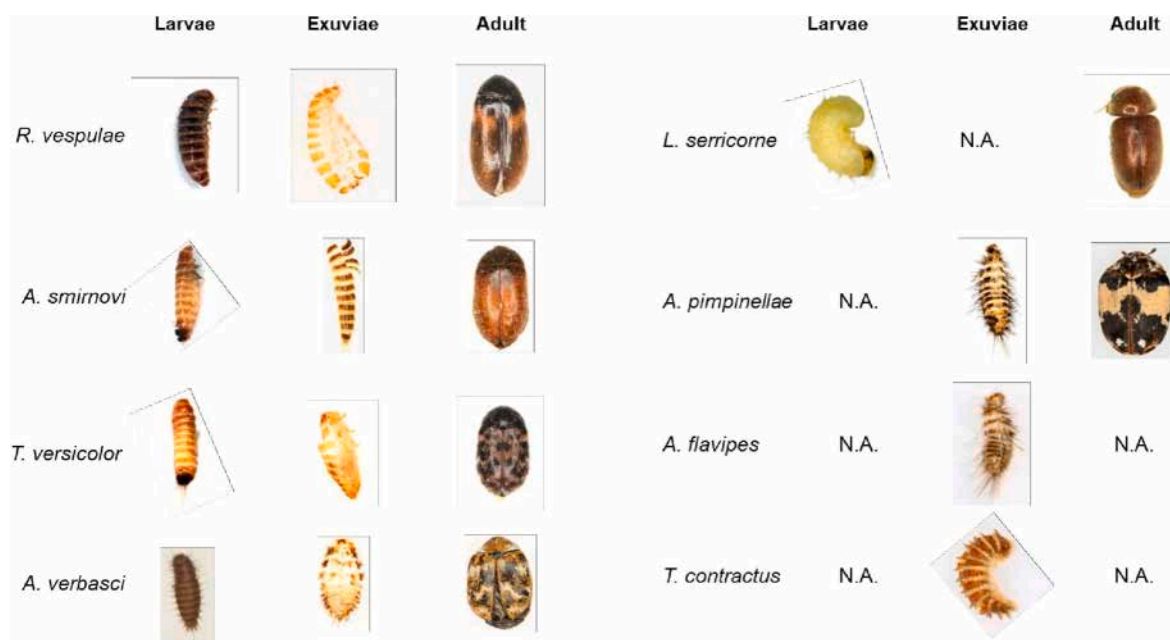 Larvae Exuviae Adult Larvae Exuviae Adult
R. vespulae L. serricorne N.A.
A. smirnovi A. pimpinellae N.A.
T. versicolor A. flavipes N.A. N.A.
A. verbasci T. contractus N.A. N.A.